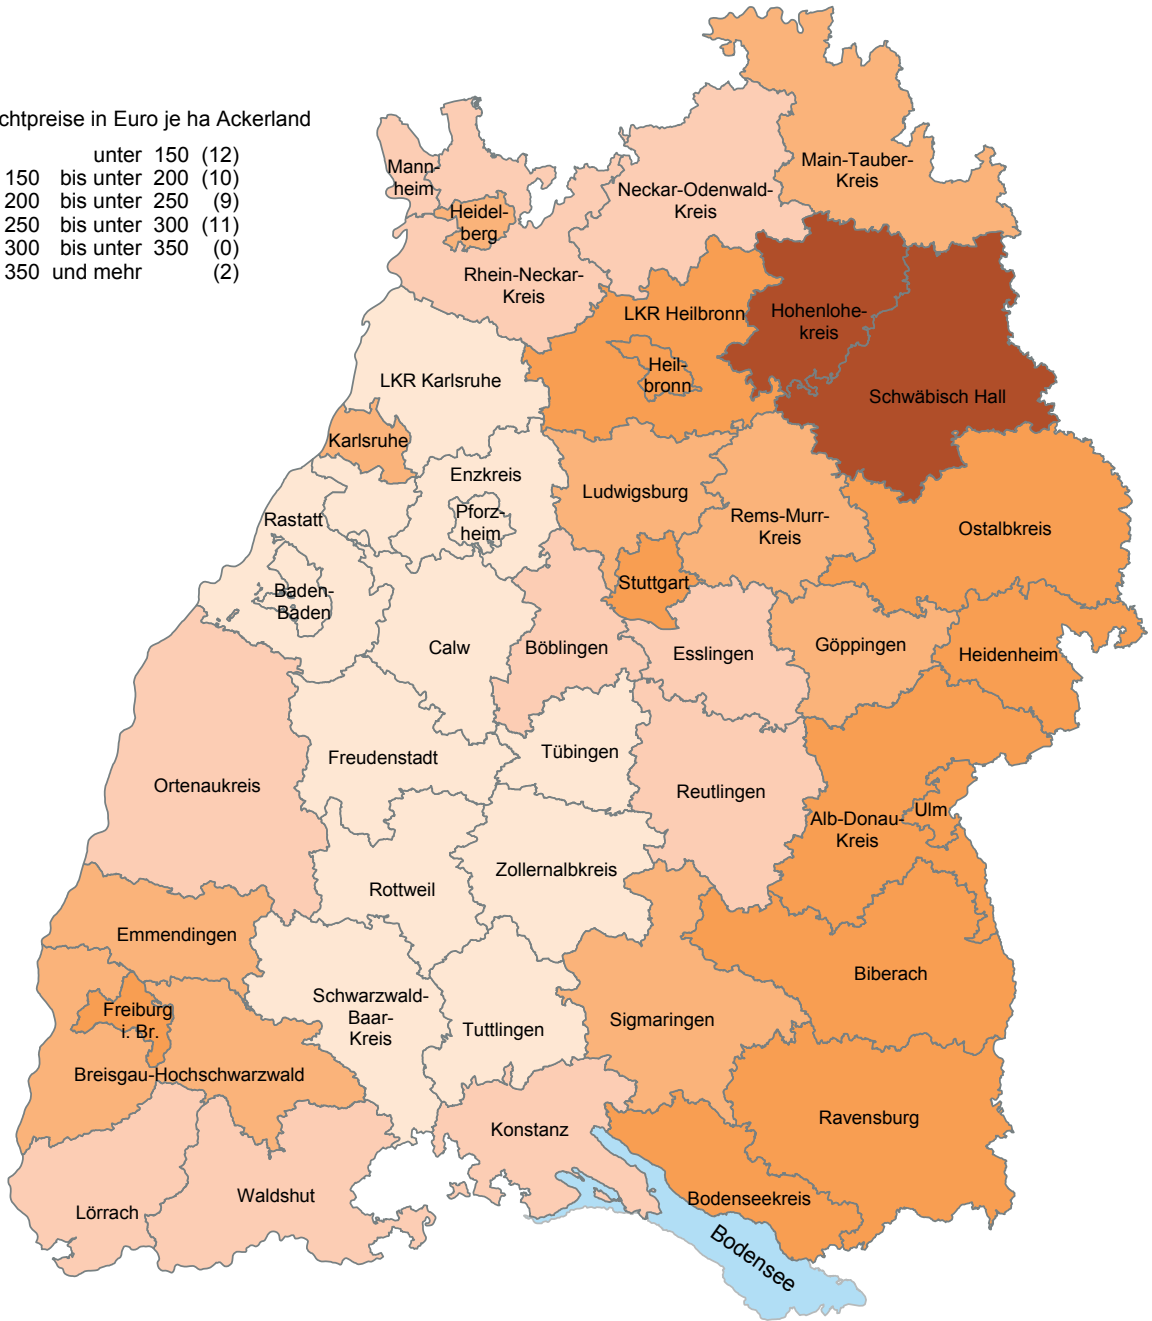 chtpreise in Euro je ha Ackerland
unter 150 (12)
150 bis unter 200 (10)
200 bis unter 250 (9)
250 bis unter 300 (11)
300 bis unter 350 (0)
350 und mehr (2)
Main-Tauber-
Kreis
Mann-
heim
Neckar-Odenwald-
Kreis
Heidel-
berg
Rhein-Neckar-
Kreis
LKR Heilbronn
Hohenlohe-
kreis
Heil-
bronn
LKR Karlsruhe
Schwäbisch Hall
Karlsruhe
Enzkreis
Ludwigsburg
Pforz-
heim
Rastatt
Rems-Murr-
Kreis
Ostalbkreis
Stuttgart
Baden-
Baden
Calw
Böblingen
Esslingen
Göppingen
Heidenheim
Freudenstadt
Tübingen
Ortenaukreis
Reutlingen
Alb-Donau-
Kreis
Ulm
Zollernalbkreis
Rottweil
Emmendingen
Biberach
Schwarzwald-
Baar-
Kreis
Freiburg
i. Br.
Tuttlingen
Sigmaringen
Breisgau-Hochschwarzwald
Ravensburg
Konstanz
Waldshut
Lörrach
Bodenseekreis
Bodensee